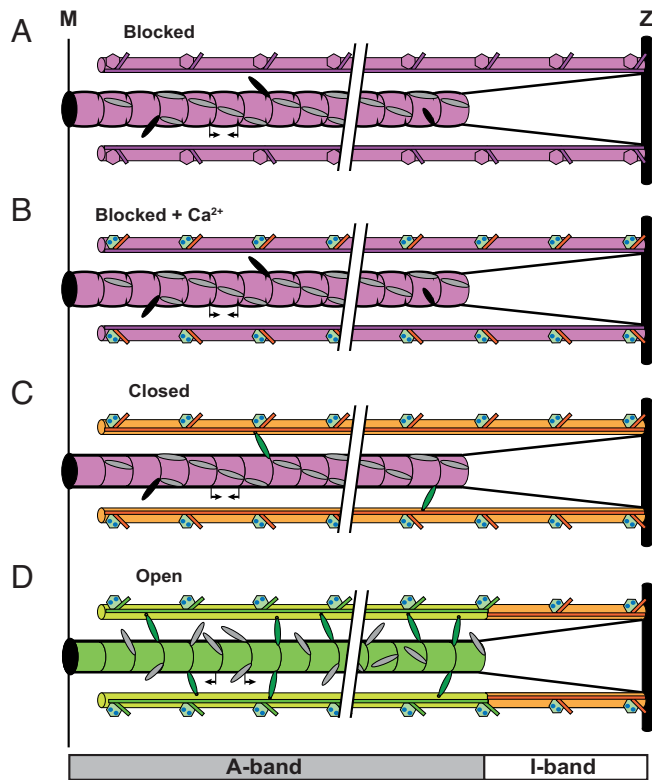 M Z
A Blocked
B Blocked + Ca²⁺
C Closed
D Open
A-band I-band